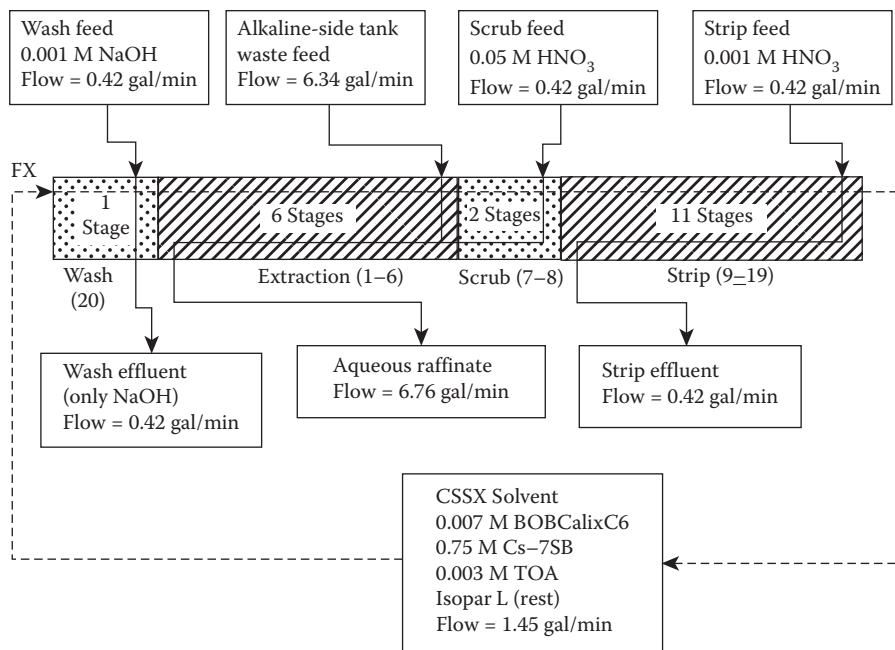 Wash feed
0.001 M NaOH
Flow = 0.42 gal/min
Alkaline-side tank
waste feed
Flow = 6.34 gal/min
Scrub feed
0.05 M HNO₃
Flow = 0.42 gal/min
Strip feed
0.001 M HNO₃
Flow = 0.42 gal/min
FX
1
Stage
6 Stages
2 Stages
11 Stages
Wash
(20)
Extraction (1–6)
Scrub (7–8)
Strip (9–19)
Wash effluent
(only NaOH)
Flow = 0.42 gal/min
Aqueous raffinate
Flow = 6.76 gal/min
Strip effluent
Flow = 0.42 gal/min
CSSX Solvent
0.007 M BOBCalixC6
0.75 M Cs–7SB
0.003 M TOA
Isopar L (rest)
Flow = 1.45 gal/min